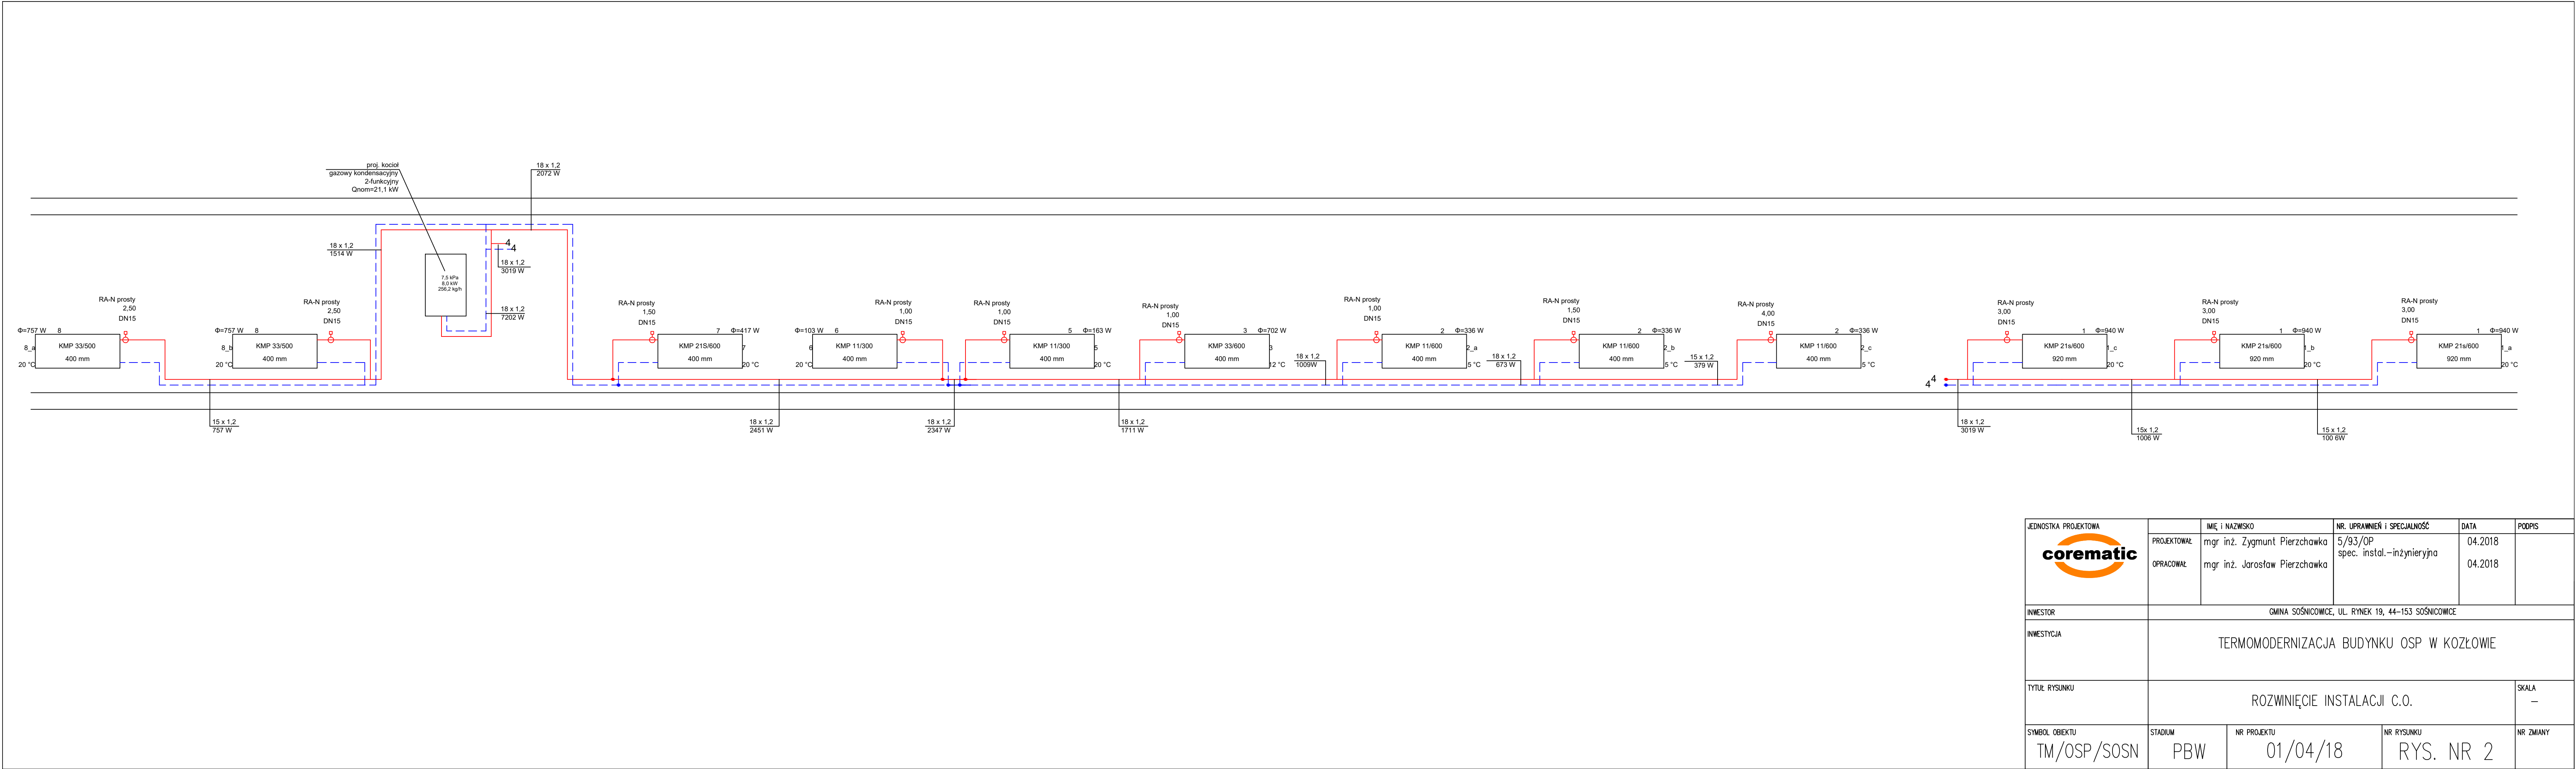 proj. kocioł
gazowy kondensacyjny
2-funkcyjny
Qnom=21,1 kW
18 x 1,2
2072 W
18 x 1,2
1514 W
4
4
18 x 1,2
3019 W
7,5 kPa
8,0 kW
256,2 kg/h
18 x 1,2
7202 W
RA-N prosty
2,50
DN15
Φ=757 W 8
KMP 33/500
8_a
400 mm
20 °C
RA-N prosty
2,50
DN15
Φ=757 W 8
KMP 33/500
8_b
400 mm
20 °C
RA-N prosty
1,50
DN15
7 Φ=417 W
KMP 21S/600
7
400 mm
20 °C
RA-N prosty
1,00
DN15
Φ=103 W 6
KMP 11/300
6
400 mm
20 °C
RA-N prosty
1,00
DN15
5 Φ=163 W
KMP 11/300
5
400 mm
20 °C
RA-N prosty
1,00
DN15
3 Φ=702 W
KMP 33/600
3
400 mm
12 °C
18 x 1,2
1009W
RA-N prosty
1,00
DN15
2 Φ=336 W
KMP 11/600
2_a
400 mm
5 °C
18 x 1,2
673 W
RA-N prosty
1,50
DN15
2 Φ=336 W
KMP 11/600
2_b
400 mm
5 °C
15 x 1,2
379 W
RA-N prosty
4,00
DN15
2 Φ=336 W
KMP 11/600
2_c
400 mm
5 °C
4
4
RA-N prosty
3,00
DN15
1 Φ=940 W
KMP 21s/600
1_c
920 mm
20 °C
RA-N prosty
3,00
DN15
1 Φ=940 W
KMP 21s/600
1_b
920 mm
20 °C
RA-N prosty
3,00
DN15
1 Φ=940 W
KMP 21s/600
1_a
920 mm
20 °C
15 x 1,2
757 W
18 x 1,2
2451 W
18 x 1,2
2347 W
18 x 1,2
1711 W
18 x 1,2
3019 W
15x 1,2
1006 W
15 x 1,2
100 6W
JEDNOSTKA PROJEKTOWA
IMIĘ i NAZWISKO
NR. UPRAWNIEŃ i SPECJALNOŚĆ
DATA
PODPIS
corematic
PROJEKTOWAŁ
mgr inż. Zygmunt Pierzchawka
5/93/OP
spec. instal.-inżynieryjna
04.2018
OPRACOWAŁ
mgr inż. Jarosław Pierzchawka
04.2018
INWESTOR
GMINA SOŚNICOWICE, UL. RYNEK 19, 44-153 SOŚNICOWICE
INWESTYCJA
TERMOMODERNIZACJA BUDYNKU OSP W KOZŁOWIE
TYTUŁ RYSUNKU
ROZWINIĘCIE INSTALACJI C.O.
SKALA
-
SYMBOL OBIEKTU
TM/OSP/SOSN
STADIUM
PBW
NR PROJEKTU
01/04/18
NR RYSUNKU
RYS. NR 2
NR ZMIANY